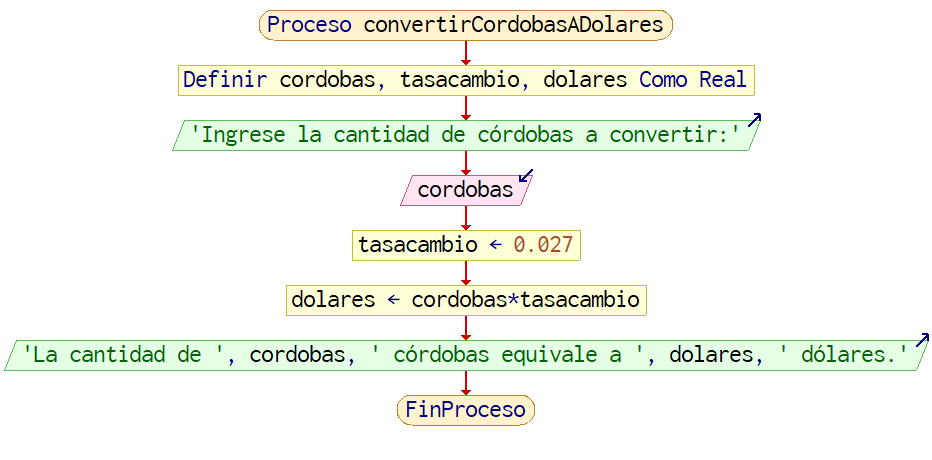 Proceso convertirCordobasADolares
Definir cordobas, tasacambio, dolares Como Real
'Ingrese la cantidad de córdobas a convertir:'
cordobas
tasacambio ← 0.027
dolares ← cordobas*tasacambio
'La cantidad de ', cordobas, ' córdobas equivale a ', dolares, ' dólares.'
FinProceso